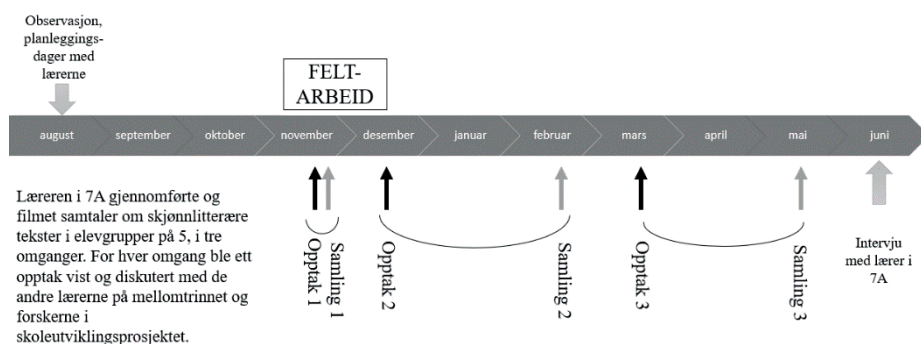 Observasjon,
planleggings-
dager med
lærerne
FELT-
ARBEID
august
september
oktober
november
desember
januar
februar
mars
april
mai
juni
Læreren i 7A gjennomførte og
filmet samtaler om skjønnlitterære
tekster i elevgrupper på 5, i tre
omganger. For hver omgang ble ett
opptak vist og diskutert med de
andre lærerne på mellomtrinnet og
forskerne i
skoleutviklingsprosjektet.
Opptak 1
Samling 1
Opptak 2
Samling 2
Opptak 3
Samling 3
Intervju
med lærer i
7A